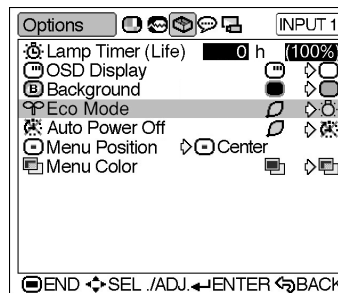 Options INPUT 1
Lamp Timer (Life) 0 h (100%)
OSD Display
B Background
Eco Mode
Auto Power Off
Menu Position Center
Menu Color
END SEL./ADJ. ENTER BACK